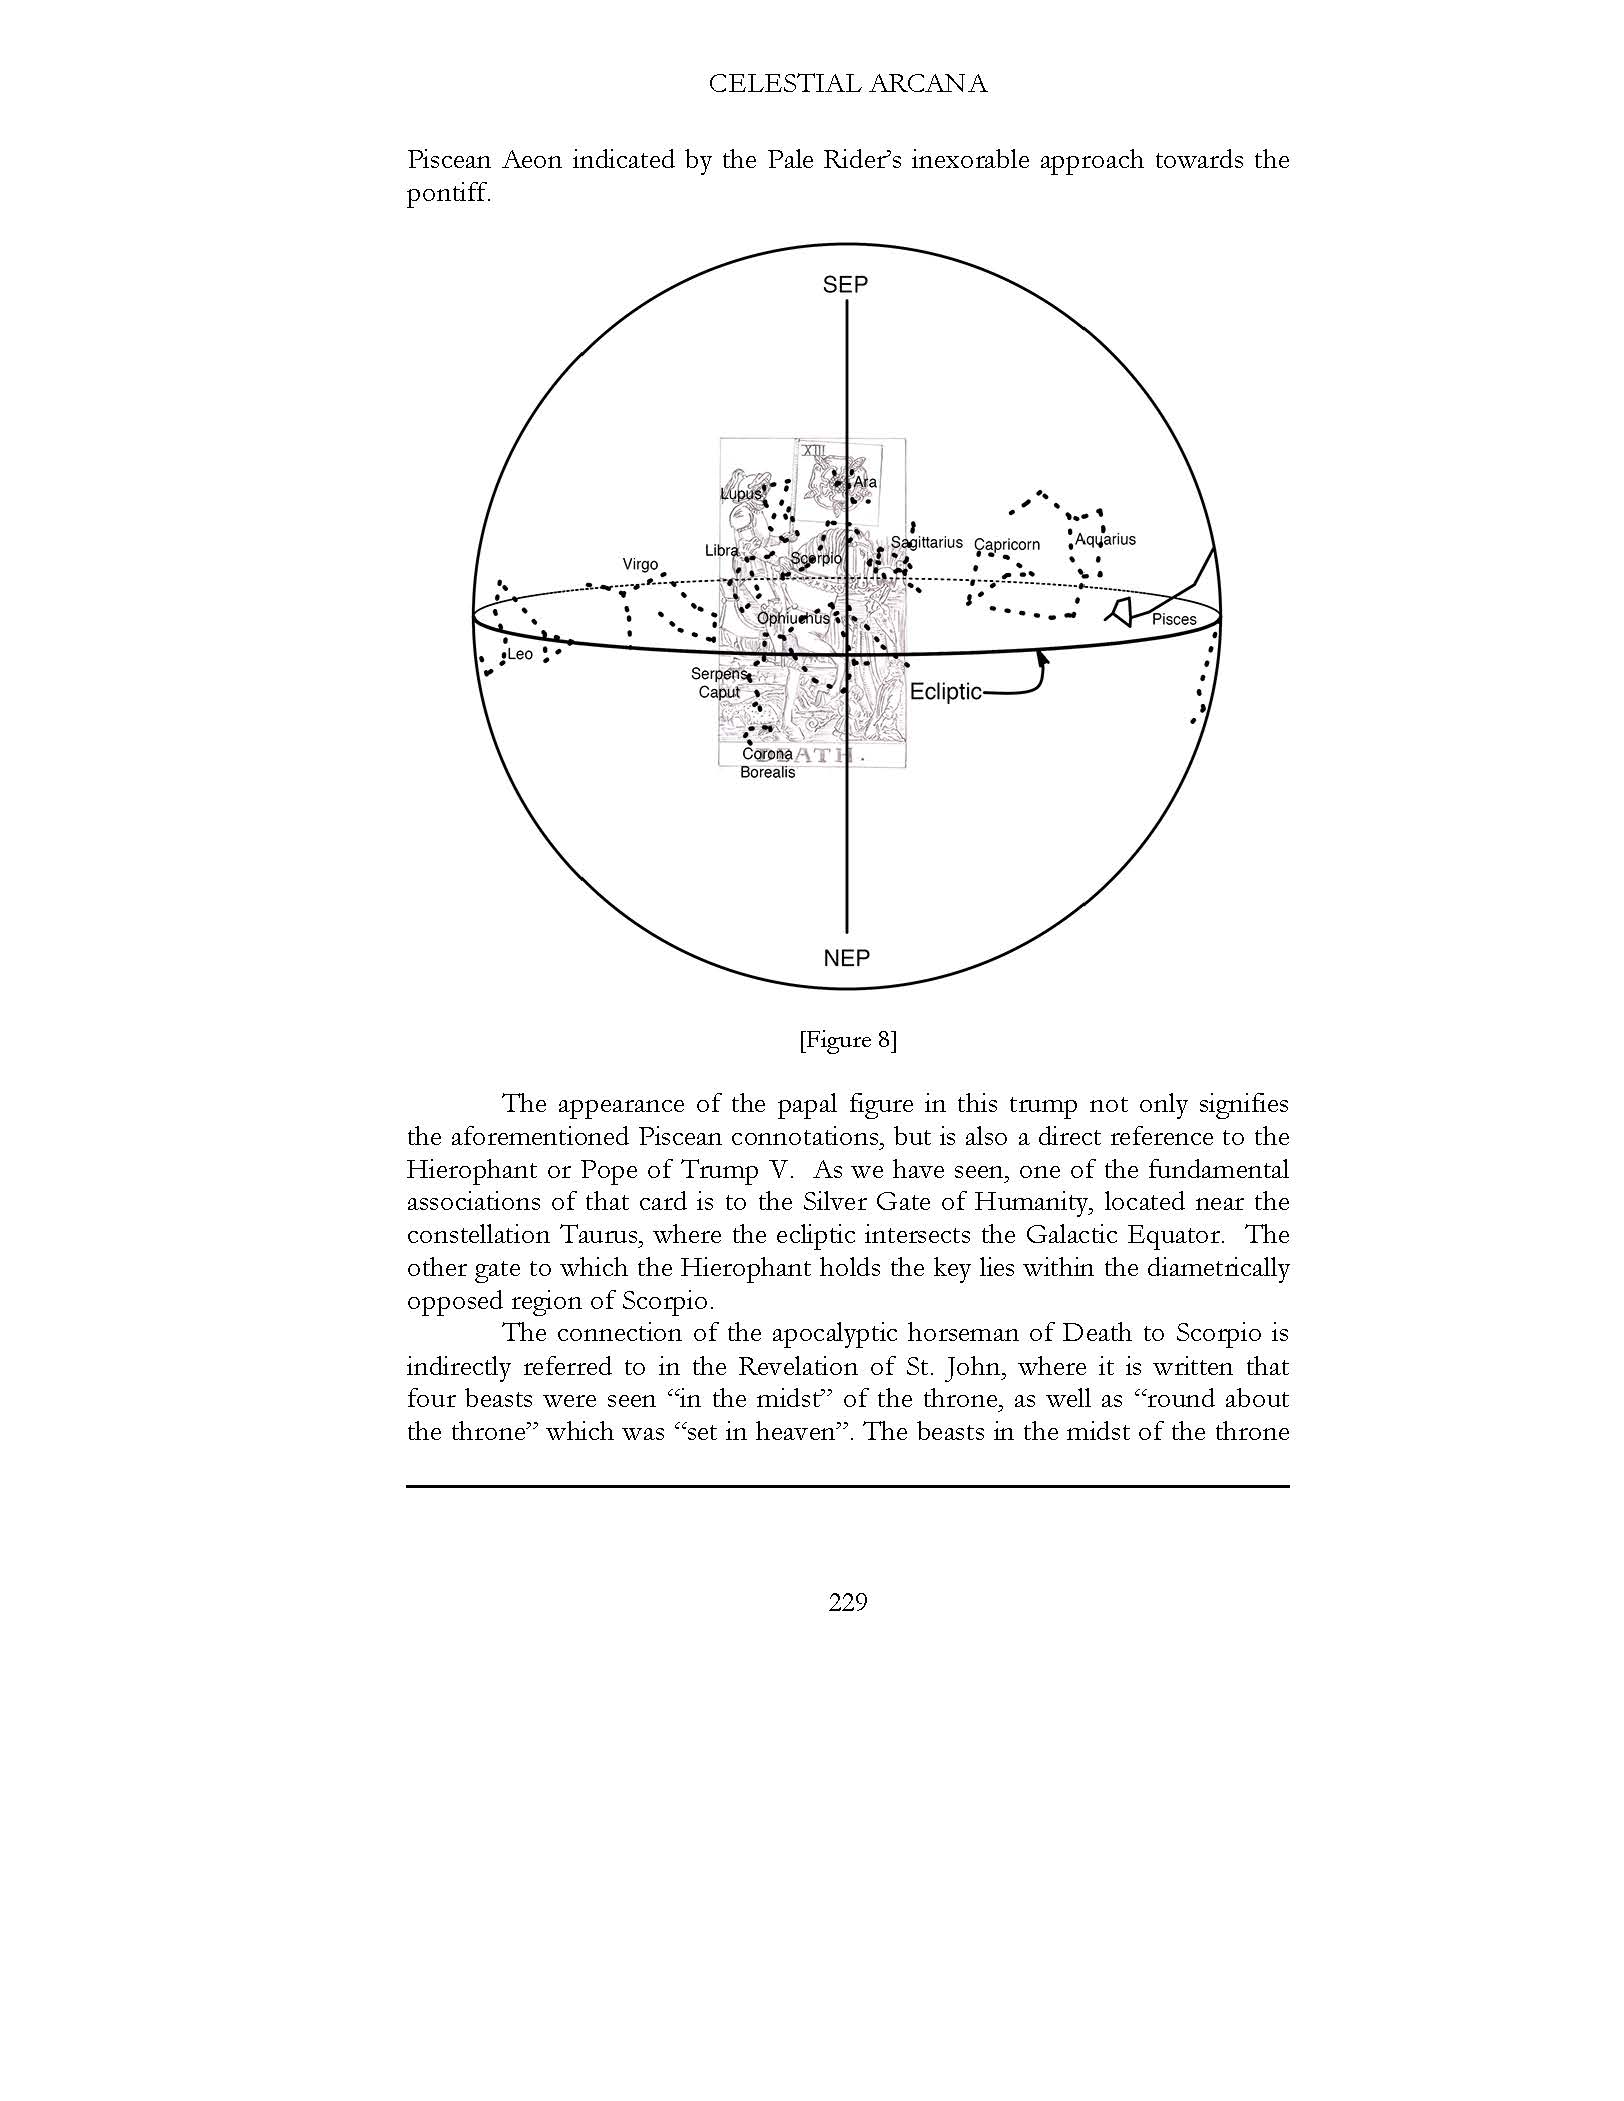 CELESTIAL ARCANA
Piscean Aeon indicated by the Pale Rider’s inexorable approach towards the
pontiff.
SEP
XIII
Ara
Lupus
Sagittarius
Capricorn
Aquarius
Libra
Scorpio
Virgo
Ophiuchus
Pisces
Leo
Serpens
Caput
Ecliptic
Corona
Borealis
DEATH.
NEP
[Figure 8]
The appearance of the papal figure in this trump not only signifies
the aforementioned Piscean connotations, but is also a direct reference to the
Hierophant or Pope of Trump V. As we have seen, one of the fundamental
associations of that card is to the Silver Gate of Humanity, located near the
constellation Taurus, where the ecliptic intersects the Galactic Equator. The
other gate to which the Hierophant holds the key lies within the diametrically
opposed region of Scorpio.
The connection of the apocalyptic horseman of Death to Scorpio is
indirectly referred to in the Revelation of St. John, where it is written that
four beasts were seen “in the midst” of the throne, as well as “round about
the throne” which was “set in heaven”. The beasts in the midst of the throne
229